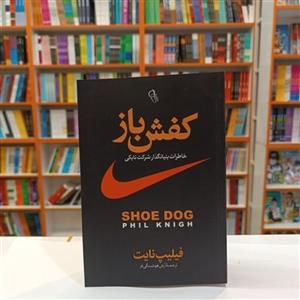 کفش باز
خاطرات بنیانگذار شرکت نایکی
SHOE DOG
PHIL KNIGH
فیلیپ نایت